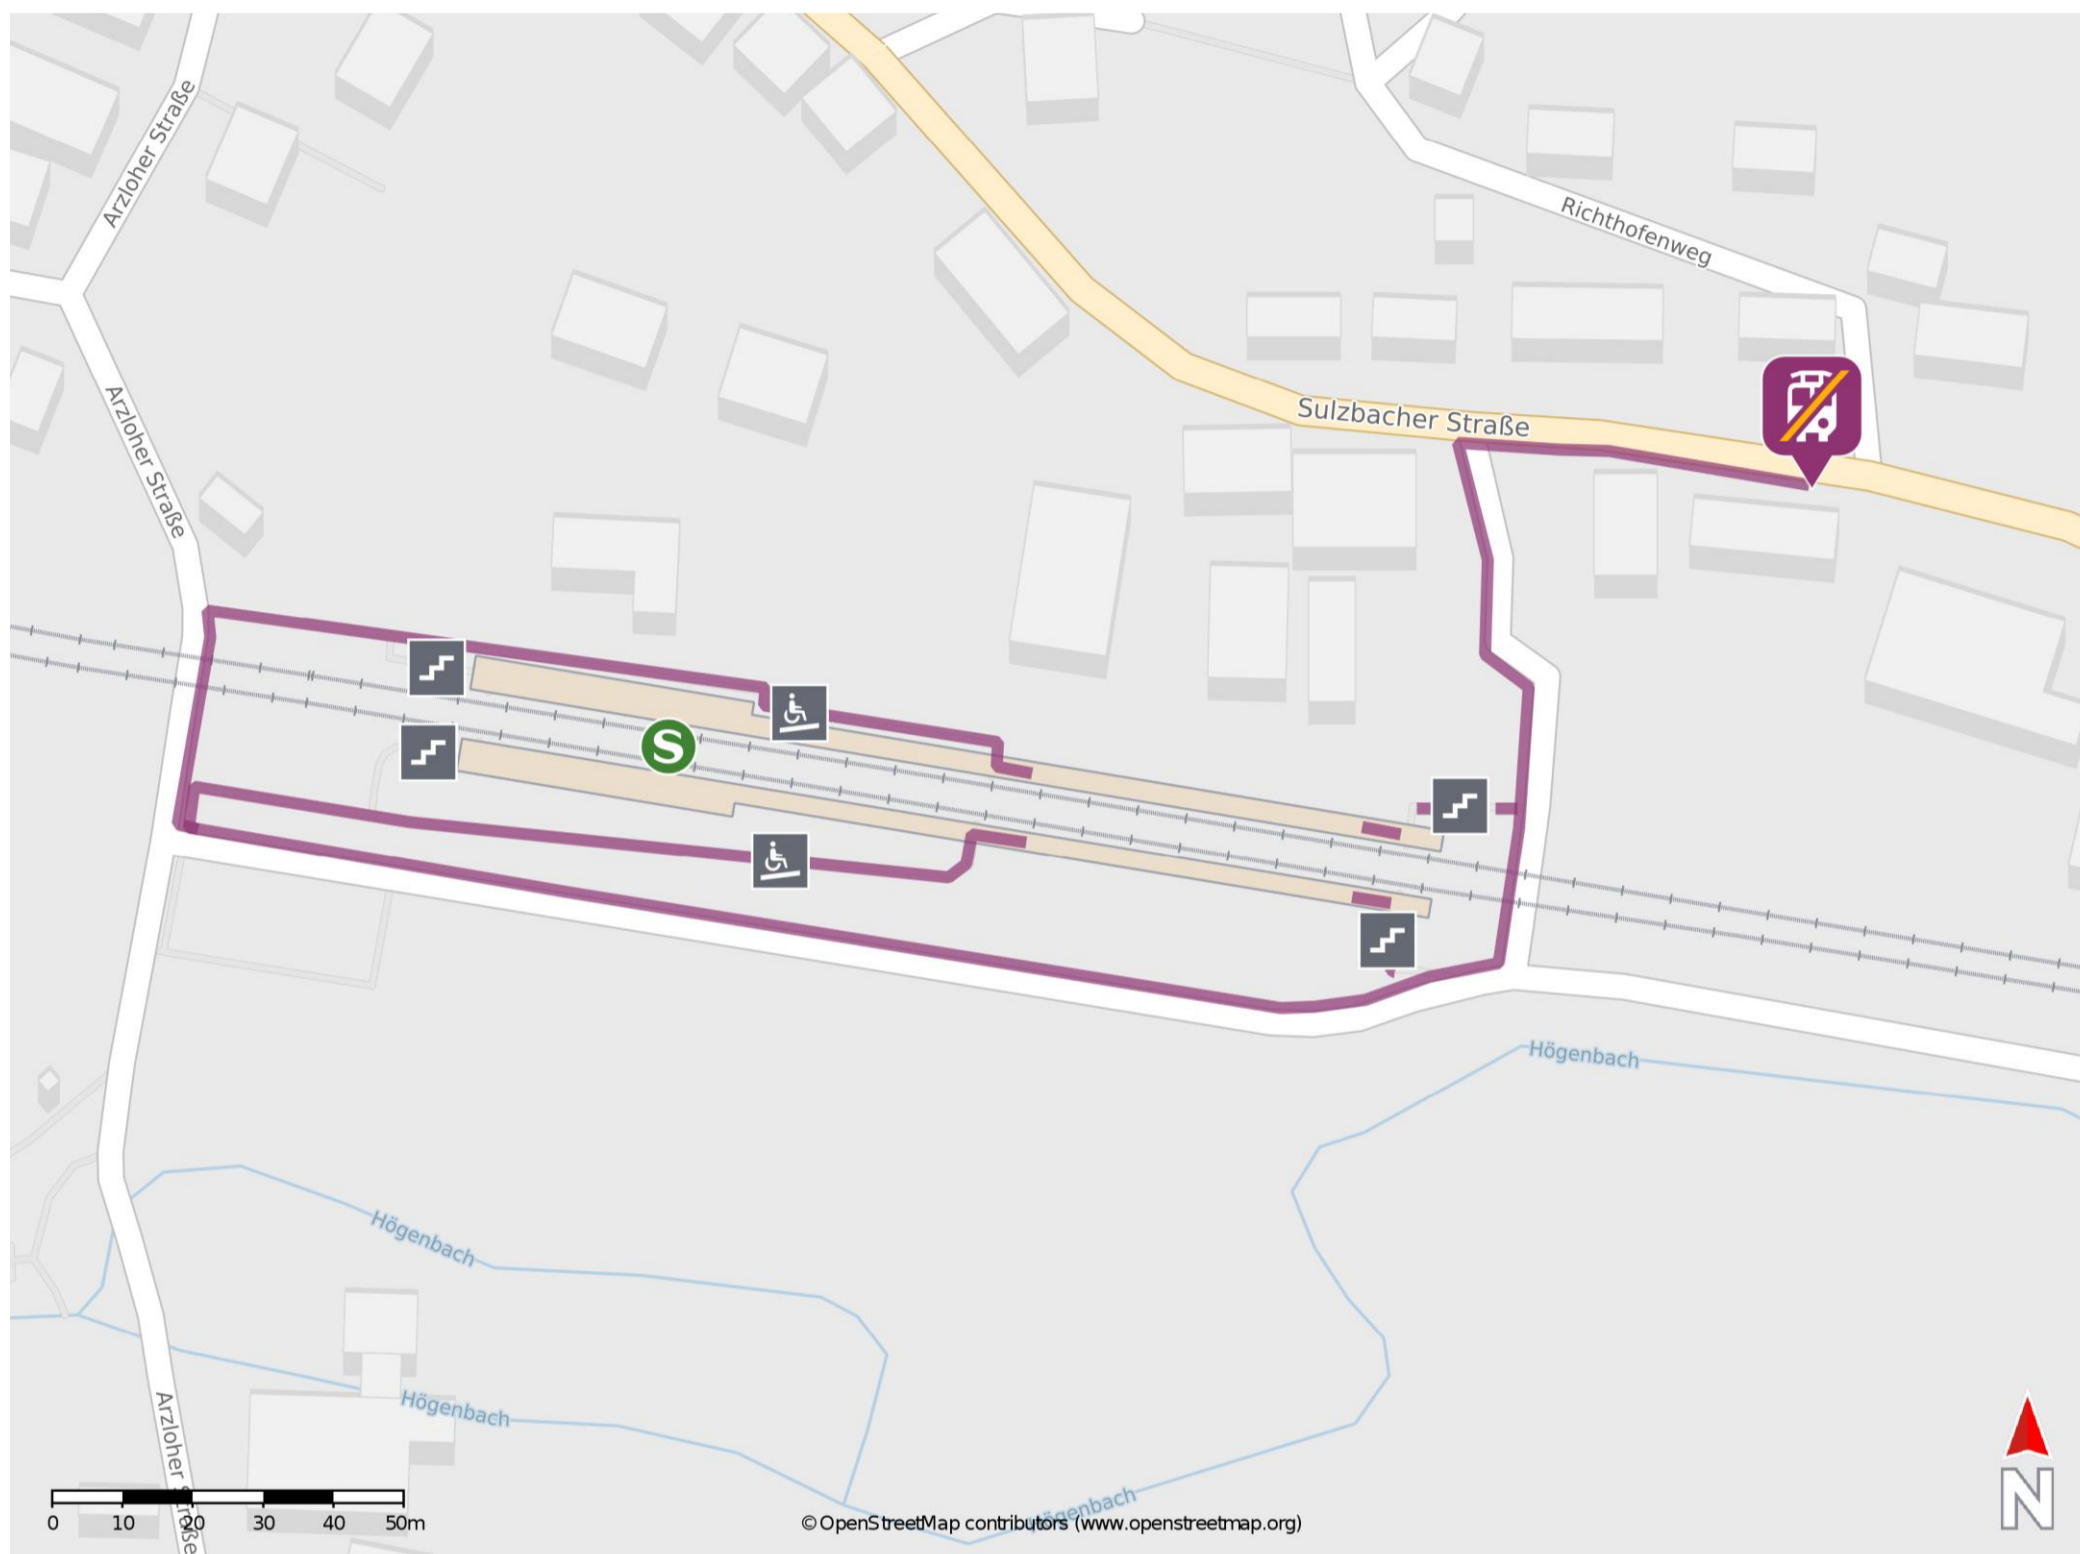 Arzloher Straße
Richthofenweg
Sulzbacher Straße
Arzloher Straße
S
Högenbach
Högenbach
Högenbach
Arzloher Straße
Högenbach
0 10 20 30 40 50m
©OpenStreetMap contributors (www.openstreetmap.org)
N